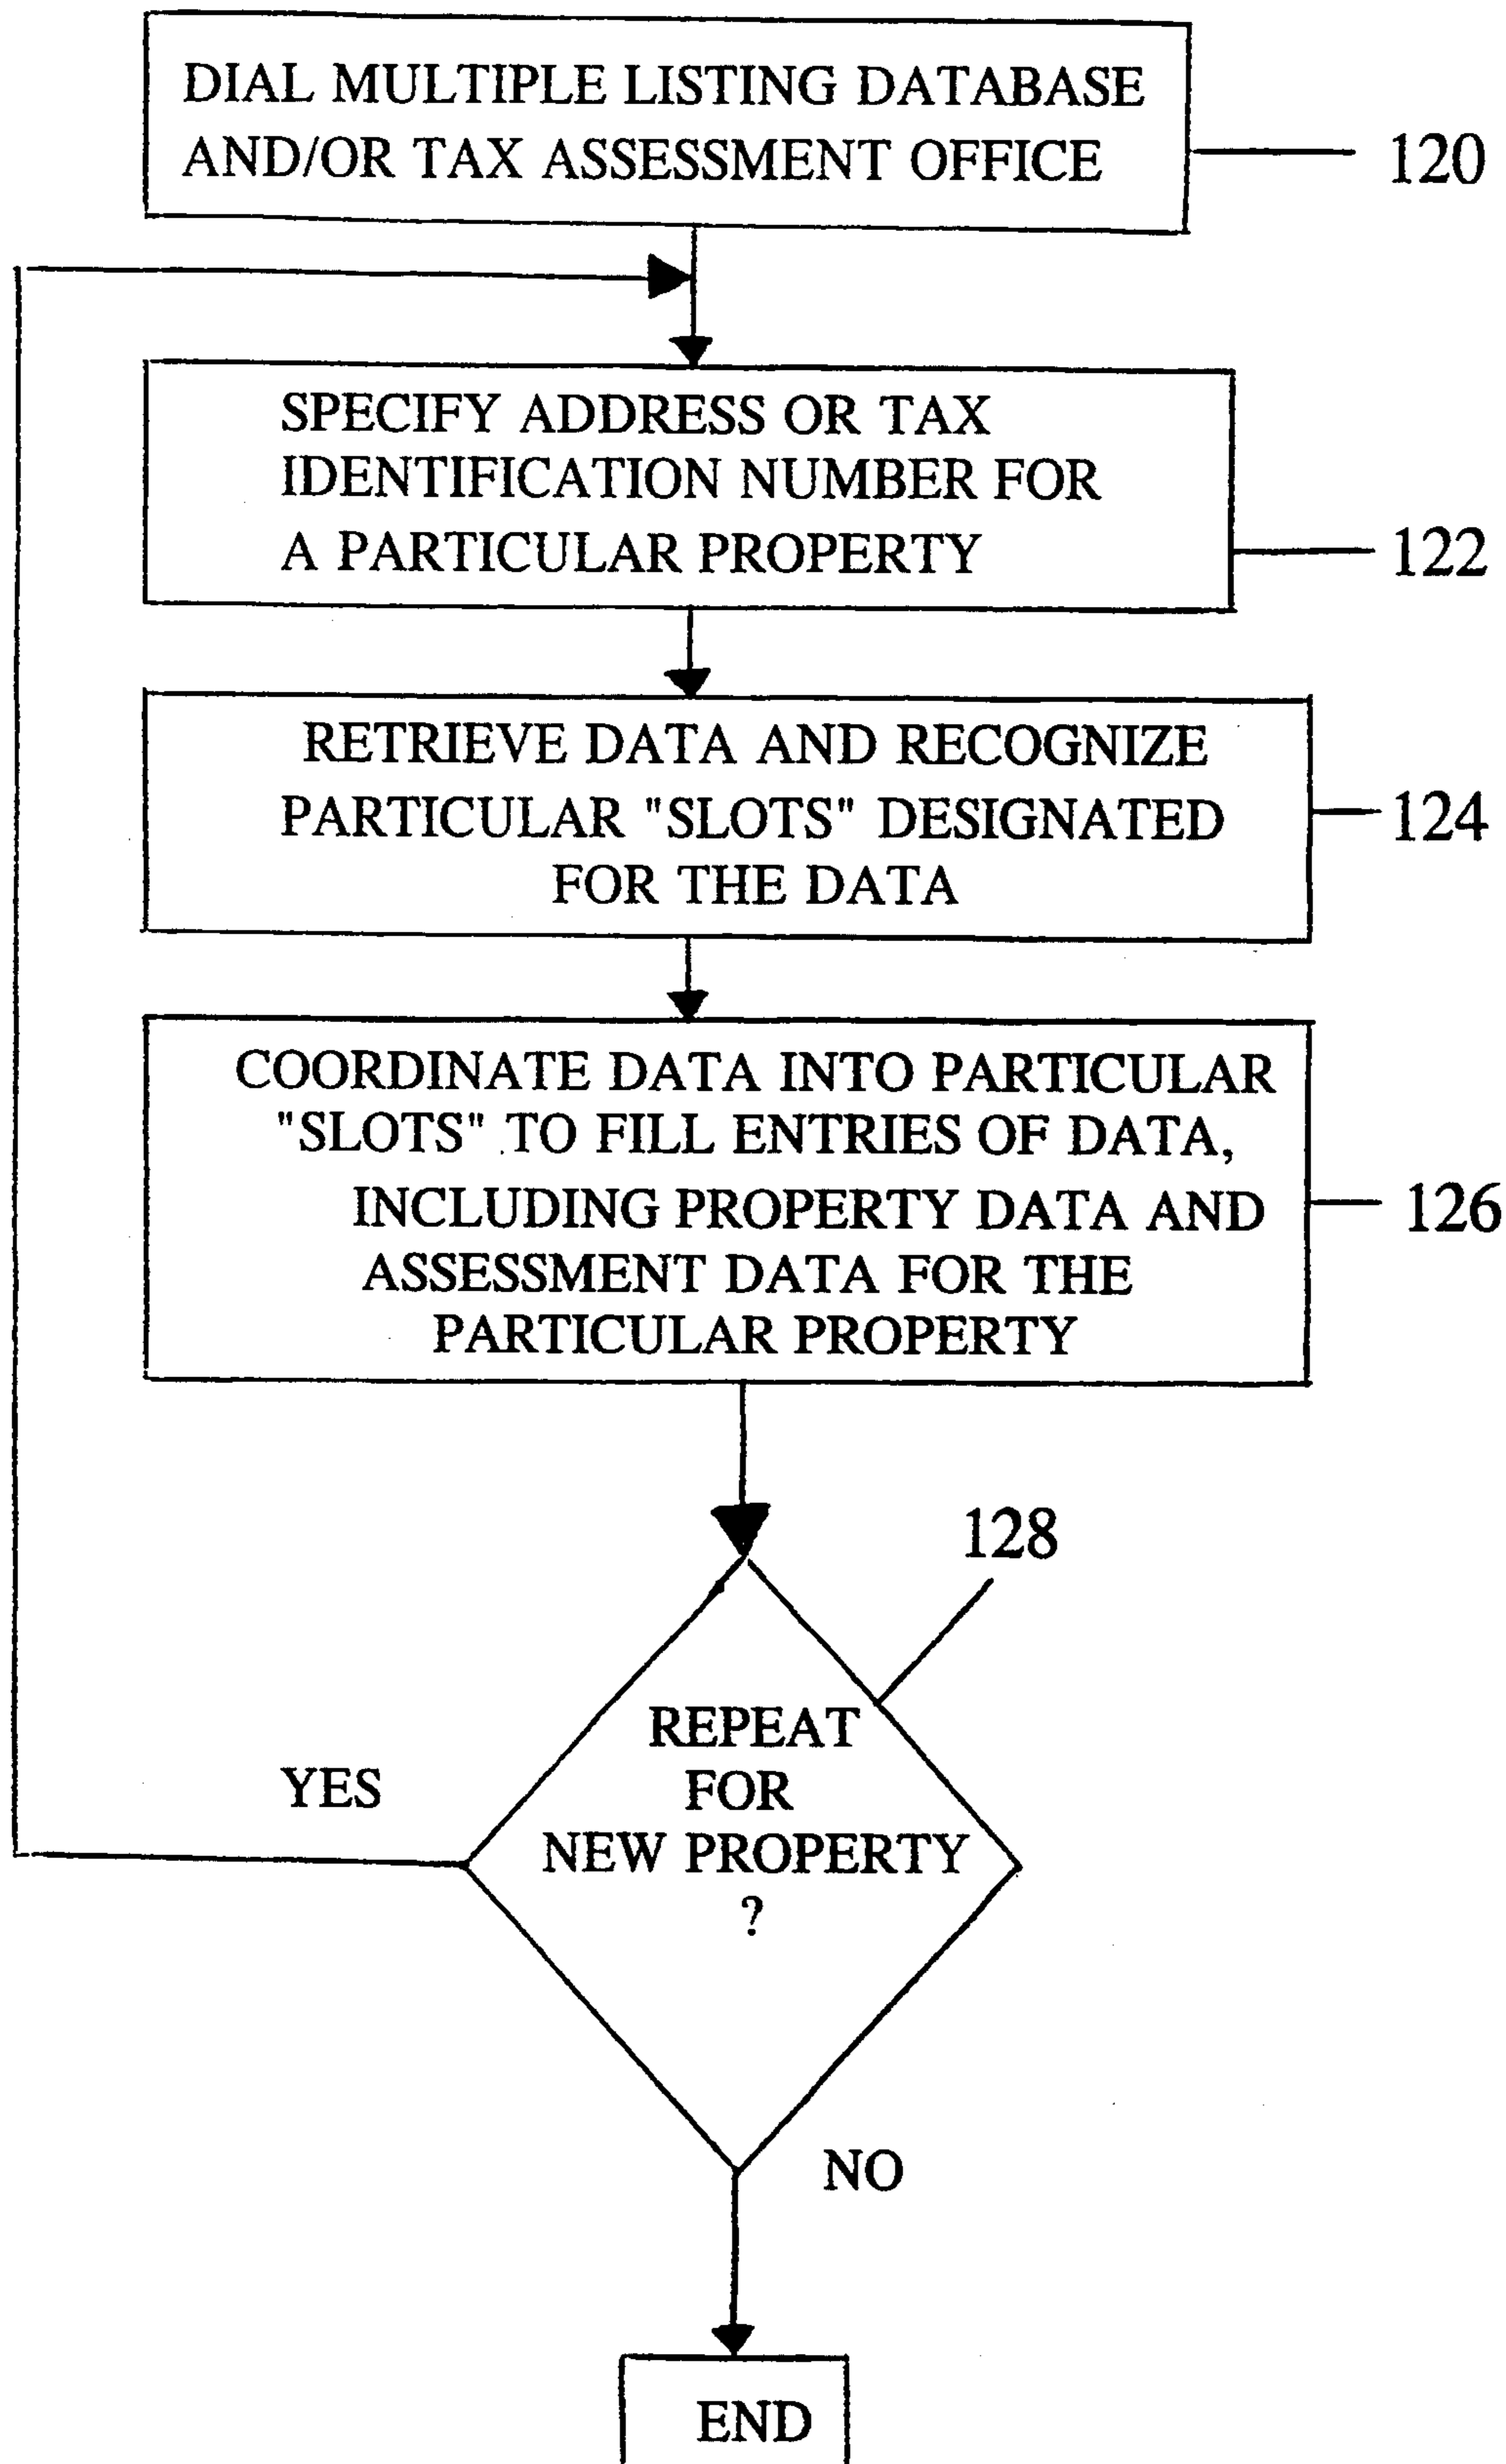 DIAL MULTIPLE LISTING DATABASE
AND/OR TAX ASSESSMENT OFFICE
120
SPECIFY ADDRESS OR TAX
IDENTIFICATION NUMBER FOR
A PARTICULAR PROPERTY
122
RETRIEVE DATA AND RECOGNIZE
PARTICULAR "SLOTS" DESIGNATED
FOR THE DATA
124
COORDINATE DATA INTO PARTICULAR
"SLOTS" TO FILL ENTRIES OF DATA,
INCLUDING PROPERTY DATA AND
ASSESSMENT DATA FOR THE
PARTICULAR PROPERTY
126
128
REPEAT
FOR
NEW PROPERTY
?
YES
NO
END